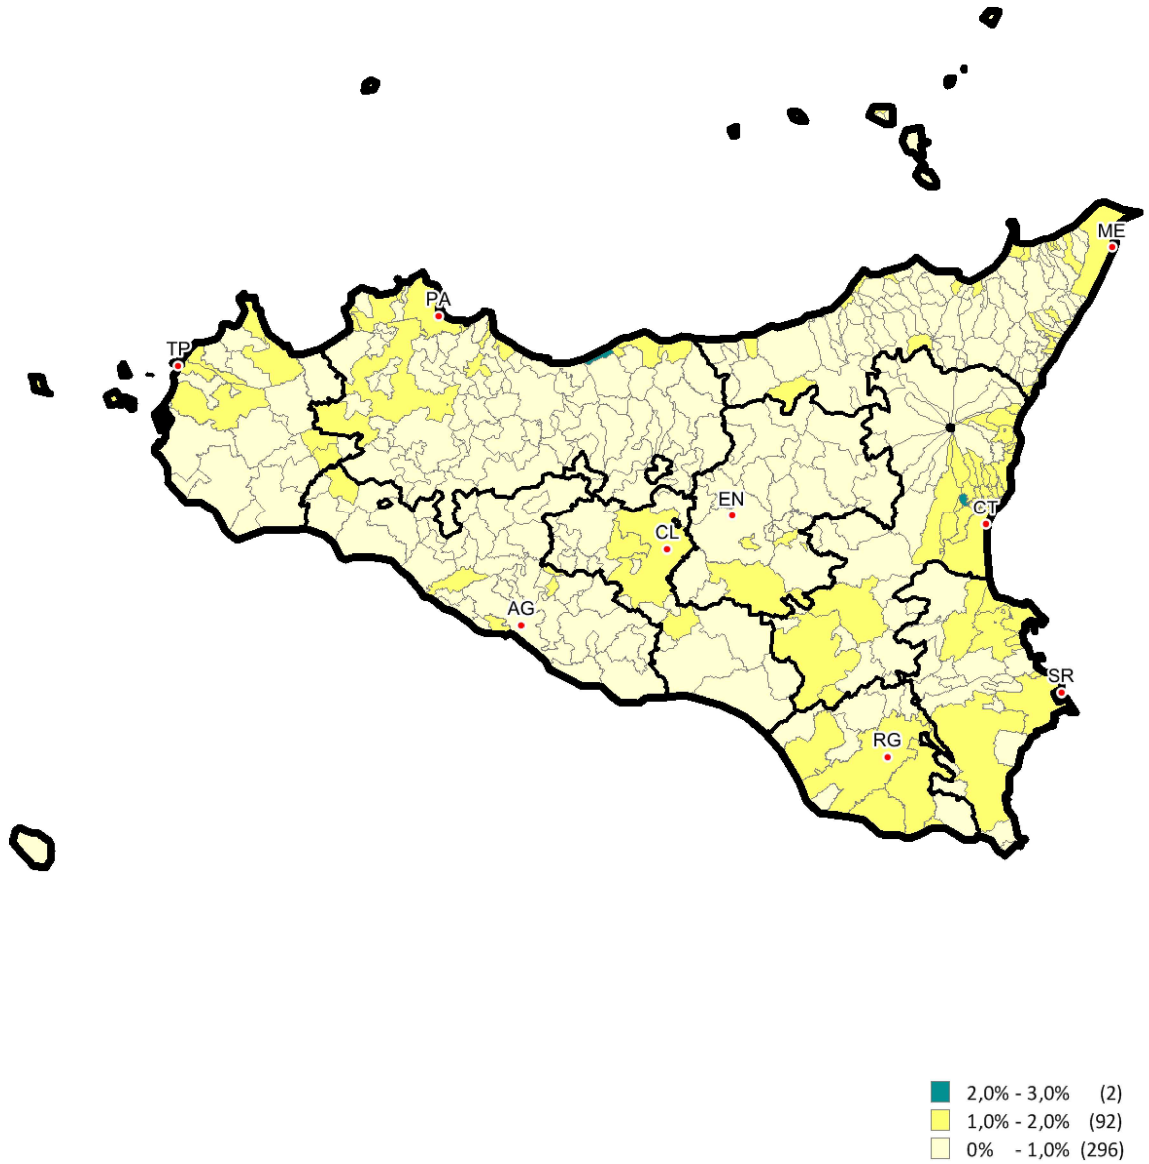 ME
PA
TP
EN
CT
CL
AG
SR
RG
2,0% - 3,0% (2)
1,0% - 2,0% (92)
0% - 1,0% (296)